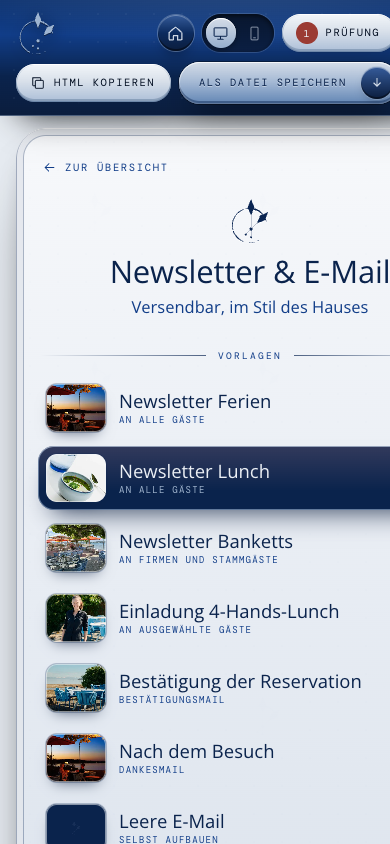 1 PRÜFUNG
HTML KOPIEREN
ALS DATEI SPEICHERN
← ZUR ÜBERSICHT
Newsletter & E-Mail
Versendbar, im Stil des Hauses
VORLAGEN
Newsletter Ferien
AN ALLE GÄSTE
Newsletter Lunch
AN ALLE GÄSTE
Newsletter Banketts
AN FIRMEN UND STAMMGÄSTE
Einladung 4-Hands-Lunch
AN AUSGEWÄHLTE GÄSTE
Bestätigung der Reservation
BESTÄTIGUNGSMAIL
Nach dem Besuch
DANKESMAIL
Leere E-Mail
SELBST AUFBAUEN